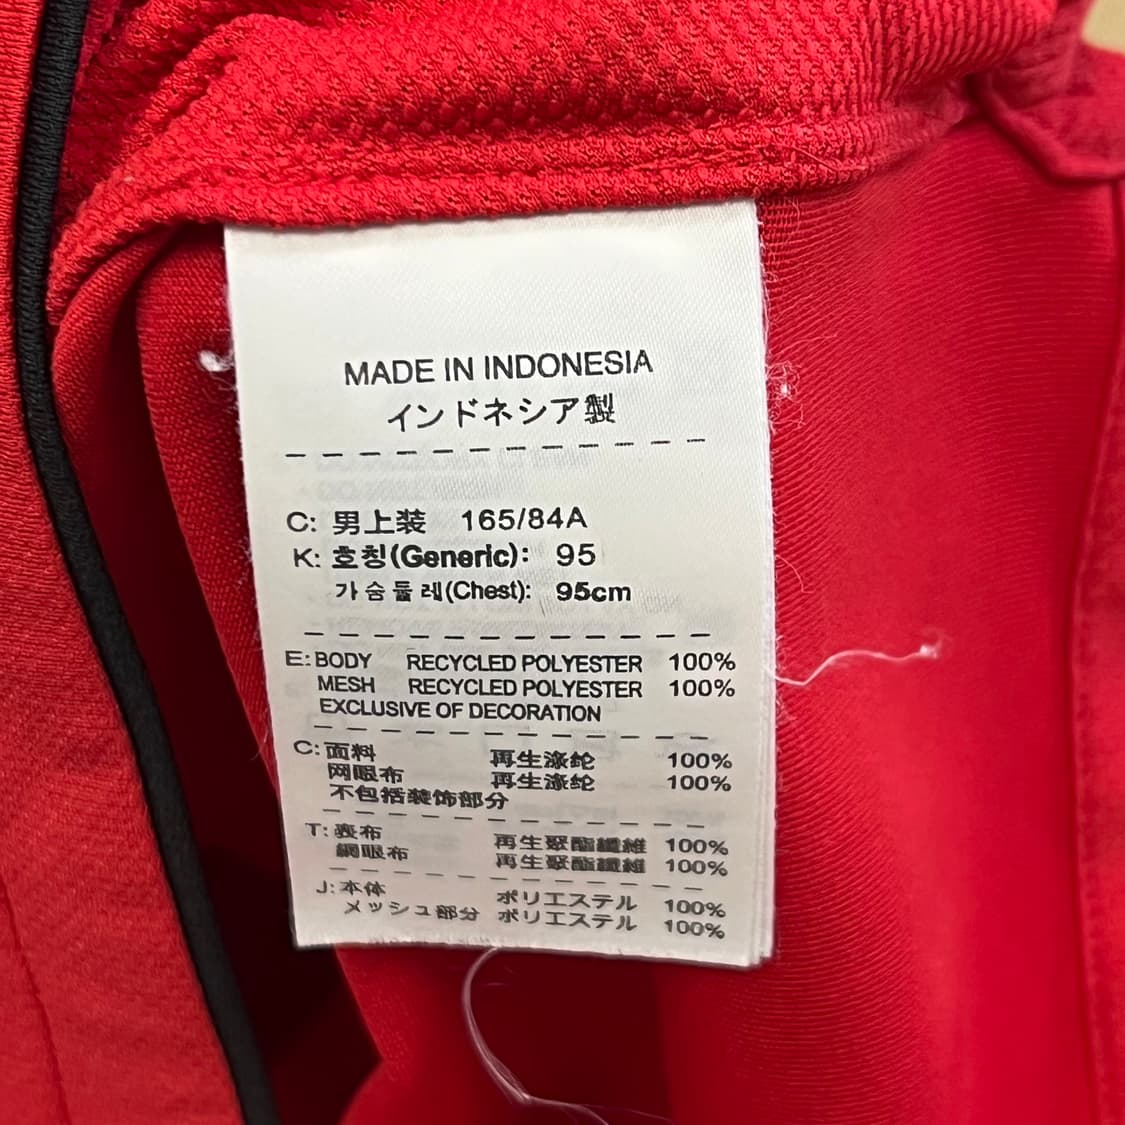 MADE IN INDONESIA
インドネシア製
C: 男上装 165/84A
K: 호칭(Generic): 95
가슴둘레(Chest): 95cm
E: BODY RECYCLED POLYESTER 100%
MESH RECYCLED POLYESTER 100%
EXCLUSIVE OF DECORATION
C: 面料 再生涤纶 100%
网眼布 再生涤纶 100%
不包括装饰部分
T: 表布 再生聚酯纖維 100%
網眼布 再生聚酯纖維 100%
J: 本体 ポリエステル 100%
メッシュ部分 ポリエステル 100%